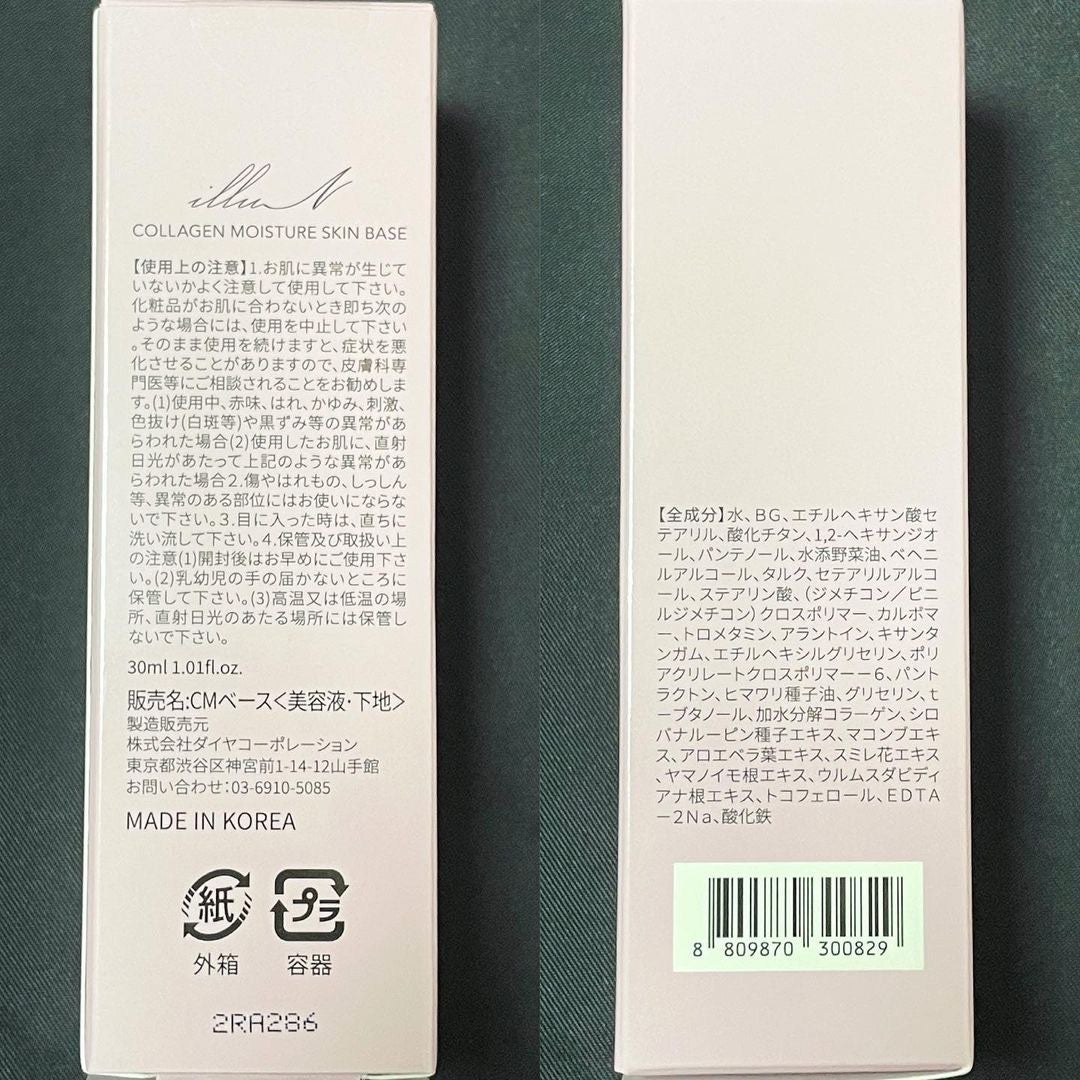 illuN
COLLAGEN MOISTURE SKIN BASE
【使用上の注意】1.お肌に異常が生じて
いないかよく注意して使用して下さい。
化粧品がお肌に合わないとき即ち次の
ような場合には、使用を中止して下さい
。そのまま使用を続けますと、症状を悪
化させることがありますので、皮膚科専
門医等にご相談されることをお勧めしま
す。(1)使用中、赤味、はれ、かゆみ、刺激、
色抜け(白斑等)や黒ずみ等の異常があ
らわれた場合(2)使用したお肌に、直射
日光があたって上記のような異常があ
らわれた場合2.傷やはれもの、しっしん
等、異常のある部位にはお使いにならな
いで下さい。3.目に入った時は、直ちに
洗い流して下さい。4.保管及び取扱い上
の注意(1)開封後はお早めにご使用下さ
い。(2)乳幼児の手の届かないところに
保管して下さい。(3)高温又は低温の場
所、直射日光のあたる場所には保管し
ないで下さい。
30ml 1.01fl.oz.
販売名:CMベース<美容液・下地>
製造販売元
株式会社ダイヤコーポレーション
東京都渋谷区神宮前1-14-12山手館
お問い合わせ:03-6910-5085
MADE IN KOREA
紙
プラ
外箱
容器
2RA286
【全成分】水、BG、エチルヘキサン酸セ
テアリル、酸化チタン、1,2-ヘキサンジオ
ール、パンテノール、水添野菜油、ベヘニ
ルアルコール、タルク、セテアリルアルコ
ール、ステアリン酸、(ジメチコン/ビニ
ルジメチコン)クロスポリマー、カルボマ
ー、トロメタミン、アラントイン、キサンタ
ンガム、エチルヘキシルグリセリン、ポリ
アクリレートクロスポリマー-6、パント
ラクトン、ヒマワリ種子油、グリセリン、t
-ブタノール、加水分解コラーゲン、シロ
バナルーピン種子エキス、マコンブエキ
ス、アロエベラ葉エキス、スミレ花エキス
、ヤマノイモ根エキス、ウルムスダビディ
アナ根エキス、トコフェロール、EDTA
-2Na、酸化鉄
8 809870 300829